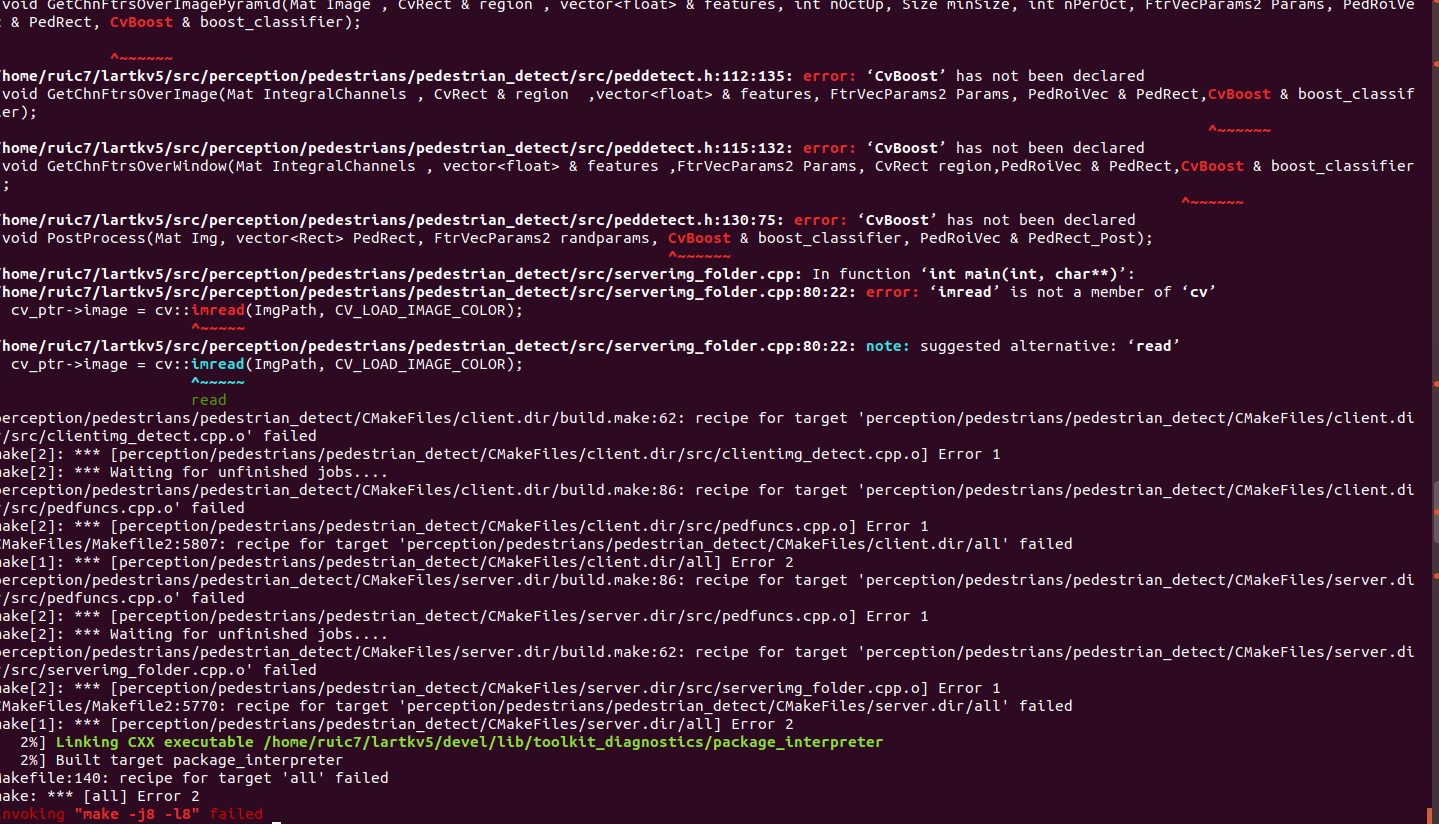 void GetChnFtrsOverImagePyramid(Mat Image , CvRect & region , vector<float> & features, int nOctUp, Size minSize, int nPerOct, FtrVecParams2 Params, PedRoiVe
c & PedRect, CvBoost & boost_classifier);
^~~~~~~
/home/ruic7/lartkv5/src/perception/pedestrians/pedestrian_detect/src/peddetect.h:112:135: error: ‘CvBoost’ has not been declared
void GetChnFtrsOverImage(Mat IntegralChannels , CvRect & region  ,vector<float> & features, FtrVecParams2 Params, PedRoiVec & PedRect,CvBoost & boost_classif
ier);
^~~~~~~
/home/ruic7/lartkv5/src/perception/pedestrians/pedestrian_detect/src/peddetect.h:115:132: error: ‘CvBoost’ has not been declared
void GetChnFtrsOverWindow(Mat IntegralChannels , vector<float> & features ,FtrVecParams2 Params, CvRect region,PedRoiVec & PedRect,CvBoost & boost_classifier
;
^~~~~~~
/home/ruic7/lartkv5/src/perception/pedestrians/pedestrian_detect/src/peddetect.h:130:75: error: ‘CvBoost’ has not been declared
void PostProcess(Mat Img, vector<Rect> PedRect, FtrVecParams2 randparams, CvBoost & boost_classifier, PedRoiVec & PedRect_Post);
^~~~~~~
/home/ruic7/lartkv5/src/perception/pedestrians/pedestrian_detect/src/serverimg_folder.cpp: In function ‘int main(int, char**)’:
/home/ruic7/lartkv5/src/perception/pedestrians/pedestrian_detect/src/serverimg_folder.cpp:80:22: error: ‘imread’ is not a member of ‘cv’
cv_ptr->image = cv::imread(ImgPath, CV_LOAD_IMAGE_COLOR);
^~~~~~
/home/ruic7/lartkv5/src/perception/pedestrians/pedestrian_detect/src/serverimg_folder.cpp:80:22: note: suggested alternative: ‘read’
cv_ptr->image = cv::imread(ImgPath, CV_LOAD_IMAGE_COLOR);
^~~~~~
read
perception/pedestrians/pedestrian_detect/CMakeFiles/client.dir/build.make:62: recipe for target 'perception/pedestrians/pedestrian_detect/CMakeFiles/client.di
r/src/clientimg_detect.cpp.o' failed
make[2]: *** [perception/pedestrians/pedestrian_detect/CMakeFiles/client.dir/src/clientimg_detect.cpp.o] Error 1
make[2]: *** Waiting for unfinished jobs....
perception/pedestrians/pedestrian_detect/CMakeFiles/client.dir/build.make:86: recipe for target 'perception/pedestrians/pedestrian_detect/CMakeFiles/client.di
r/src/pedfuncs.cpp.o' failed
make[2]: *** [perception/pedestrians/pedestrian_detect/CMakeFiles/client.dir/src/pedfuncs.cpp.o] Error 1
CMakeFiles/Makefile2:5807: recipe for target 'perception/pedestrians/pedestrian_detect/CMakeFiles/client.dir/all' failed
make[1]: *** [perception/pedestrians/pedestrian_detect/CMakeFiles/client.dir/all] Error 2
perception/pedestrians/pedestrian_detect/CMakeFiles/server.dir/build.make:86: recipe for target 'perception/pedestrians/pedestrian_detect/CMakeFiles/server.di
r/src/pedfuncs.cpp.o' failed
make[2]: *** [perception/pedestrians/pedestrian_detect/CMakeFiles/server.dir/src/pedfuncs.cpp.o] Error 1
make[2]: *** Waiting for unfinished jobs....
perception/pedestrians/pedestrian_detect/CMakeFiles/server.dir/build.make:62: recipe for target 'perception/pedestrians/pedestrian_detect/CMakeFiles/server.di
r/src/serverimg_folder.cpp.o' failed
make[2]: *** [perception/pedestrians/pedestrian_detect/CMakeFiles/server.dir/src/serverimg_folder.cpp.o] Error 1
CMakeFiles/Makefile2:5770: recipe for target 'perception/pedestrians/pedestrian_detect/CMakeFiles/server.dir/all' failed
make[1]: *** [perception/pedestrians/pedestrian_detect/CMakeFiles/server.dir/all] Error 2
2%] Linking CXX executable /home/ruic7/lartkv5/devel/lib/toolkit_diagnostics/package_interpreter
2%] Built target package_interpreter
Makefile:140: recipe for target 'all' failed
make: *** [all] Error 2
Invoking "make -j8 -l8" failed